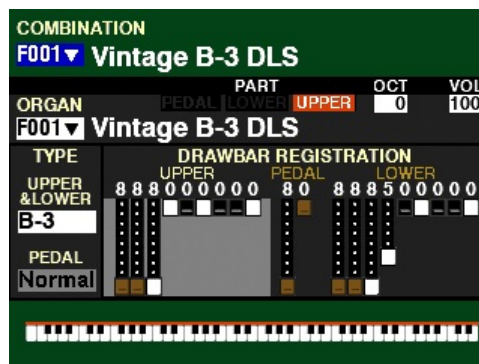 COMBINATION
F001▼ Vintage B-3 DLS
PART OCT VOL
ORGAN PEDAL LOWER UPPER 0 100
F001▼ Vintage B-3 DLS
TYPE DRAWBAR REGISTRATION
UPPER PEDAL LOWER
UPPER 888000000 80 888500000
&LOWER
B-3
PEDAL
Normal